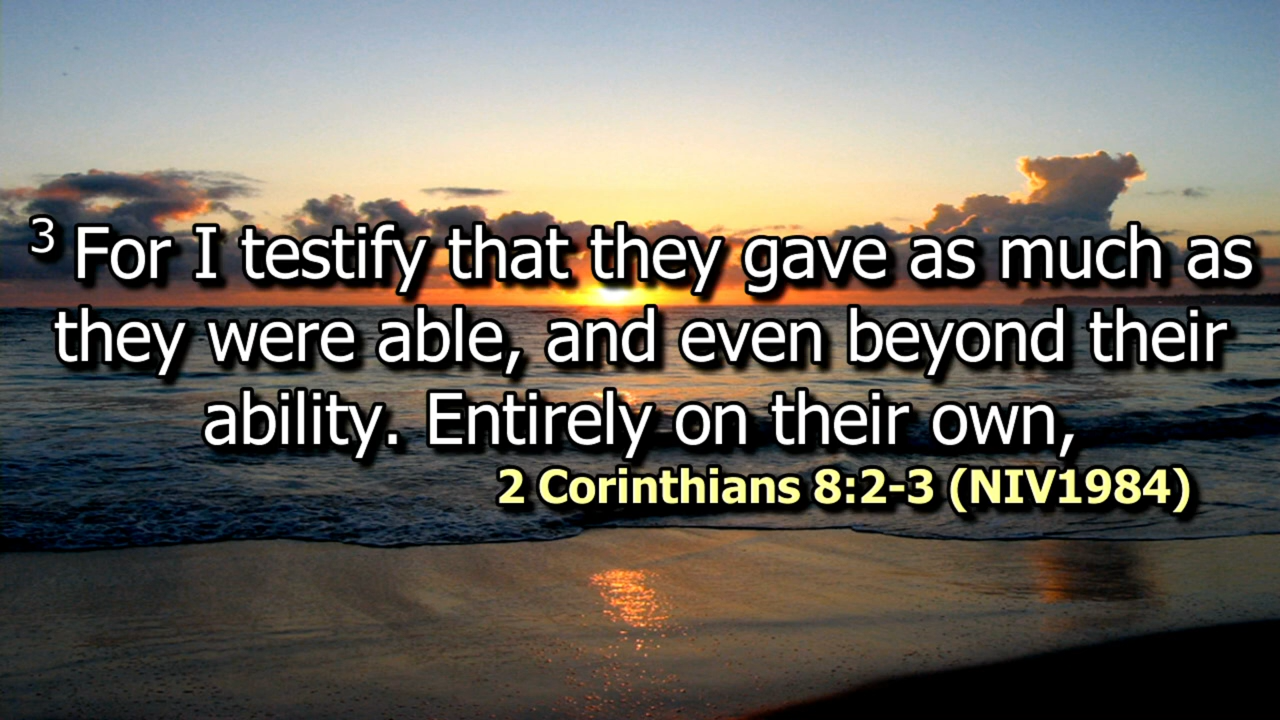 3 For I testify that they gave as much as
they were able, and even beyond their
ability. Entirely on their own,
2 Corinthians 8:2-3 (NIV1984)